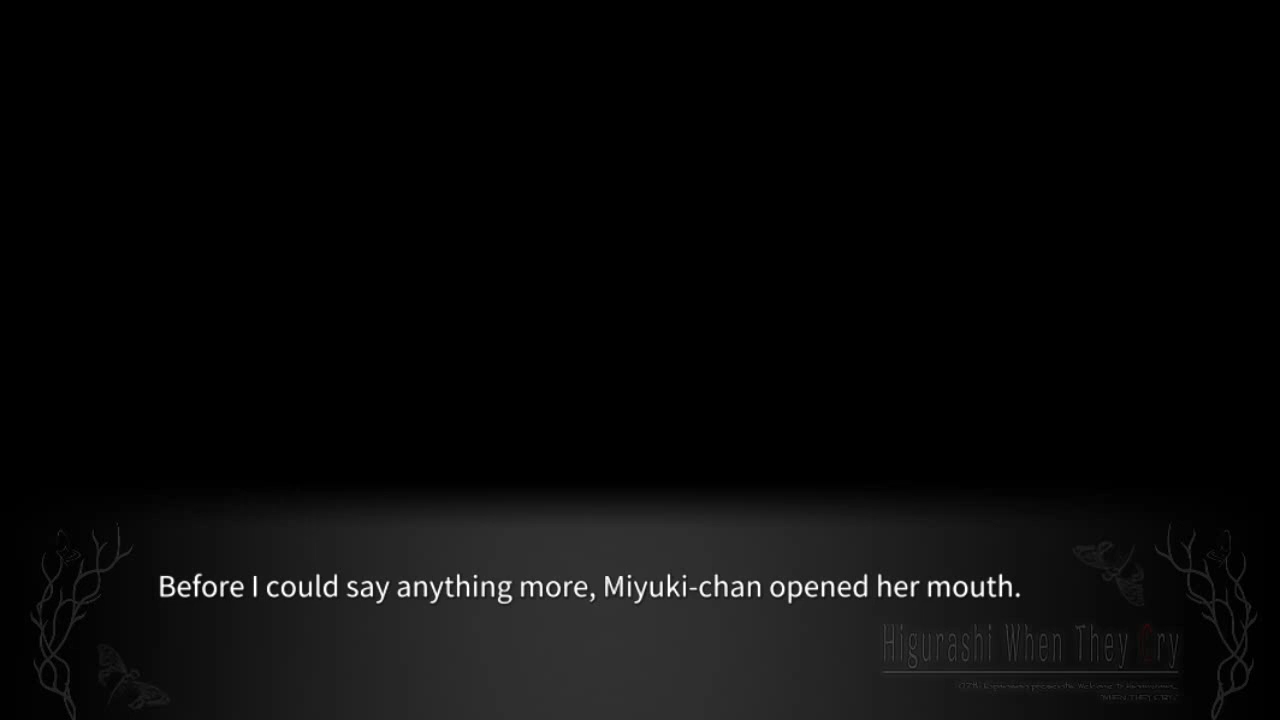 Before I could say anything more, Miyuki-chan opened her mouth.
Higurashi When They Cry